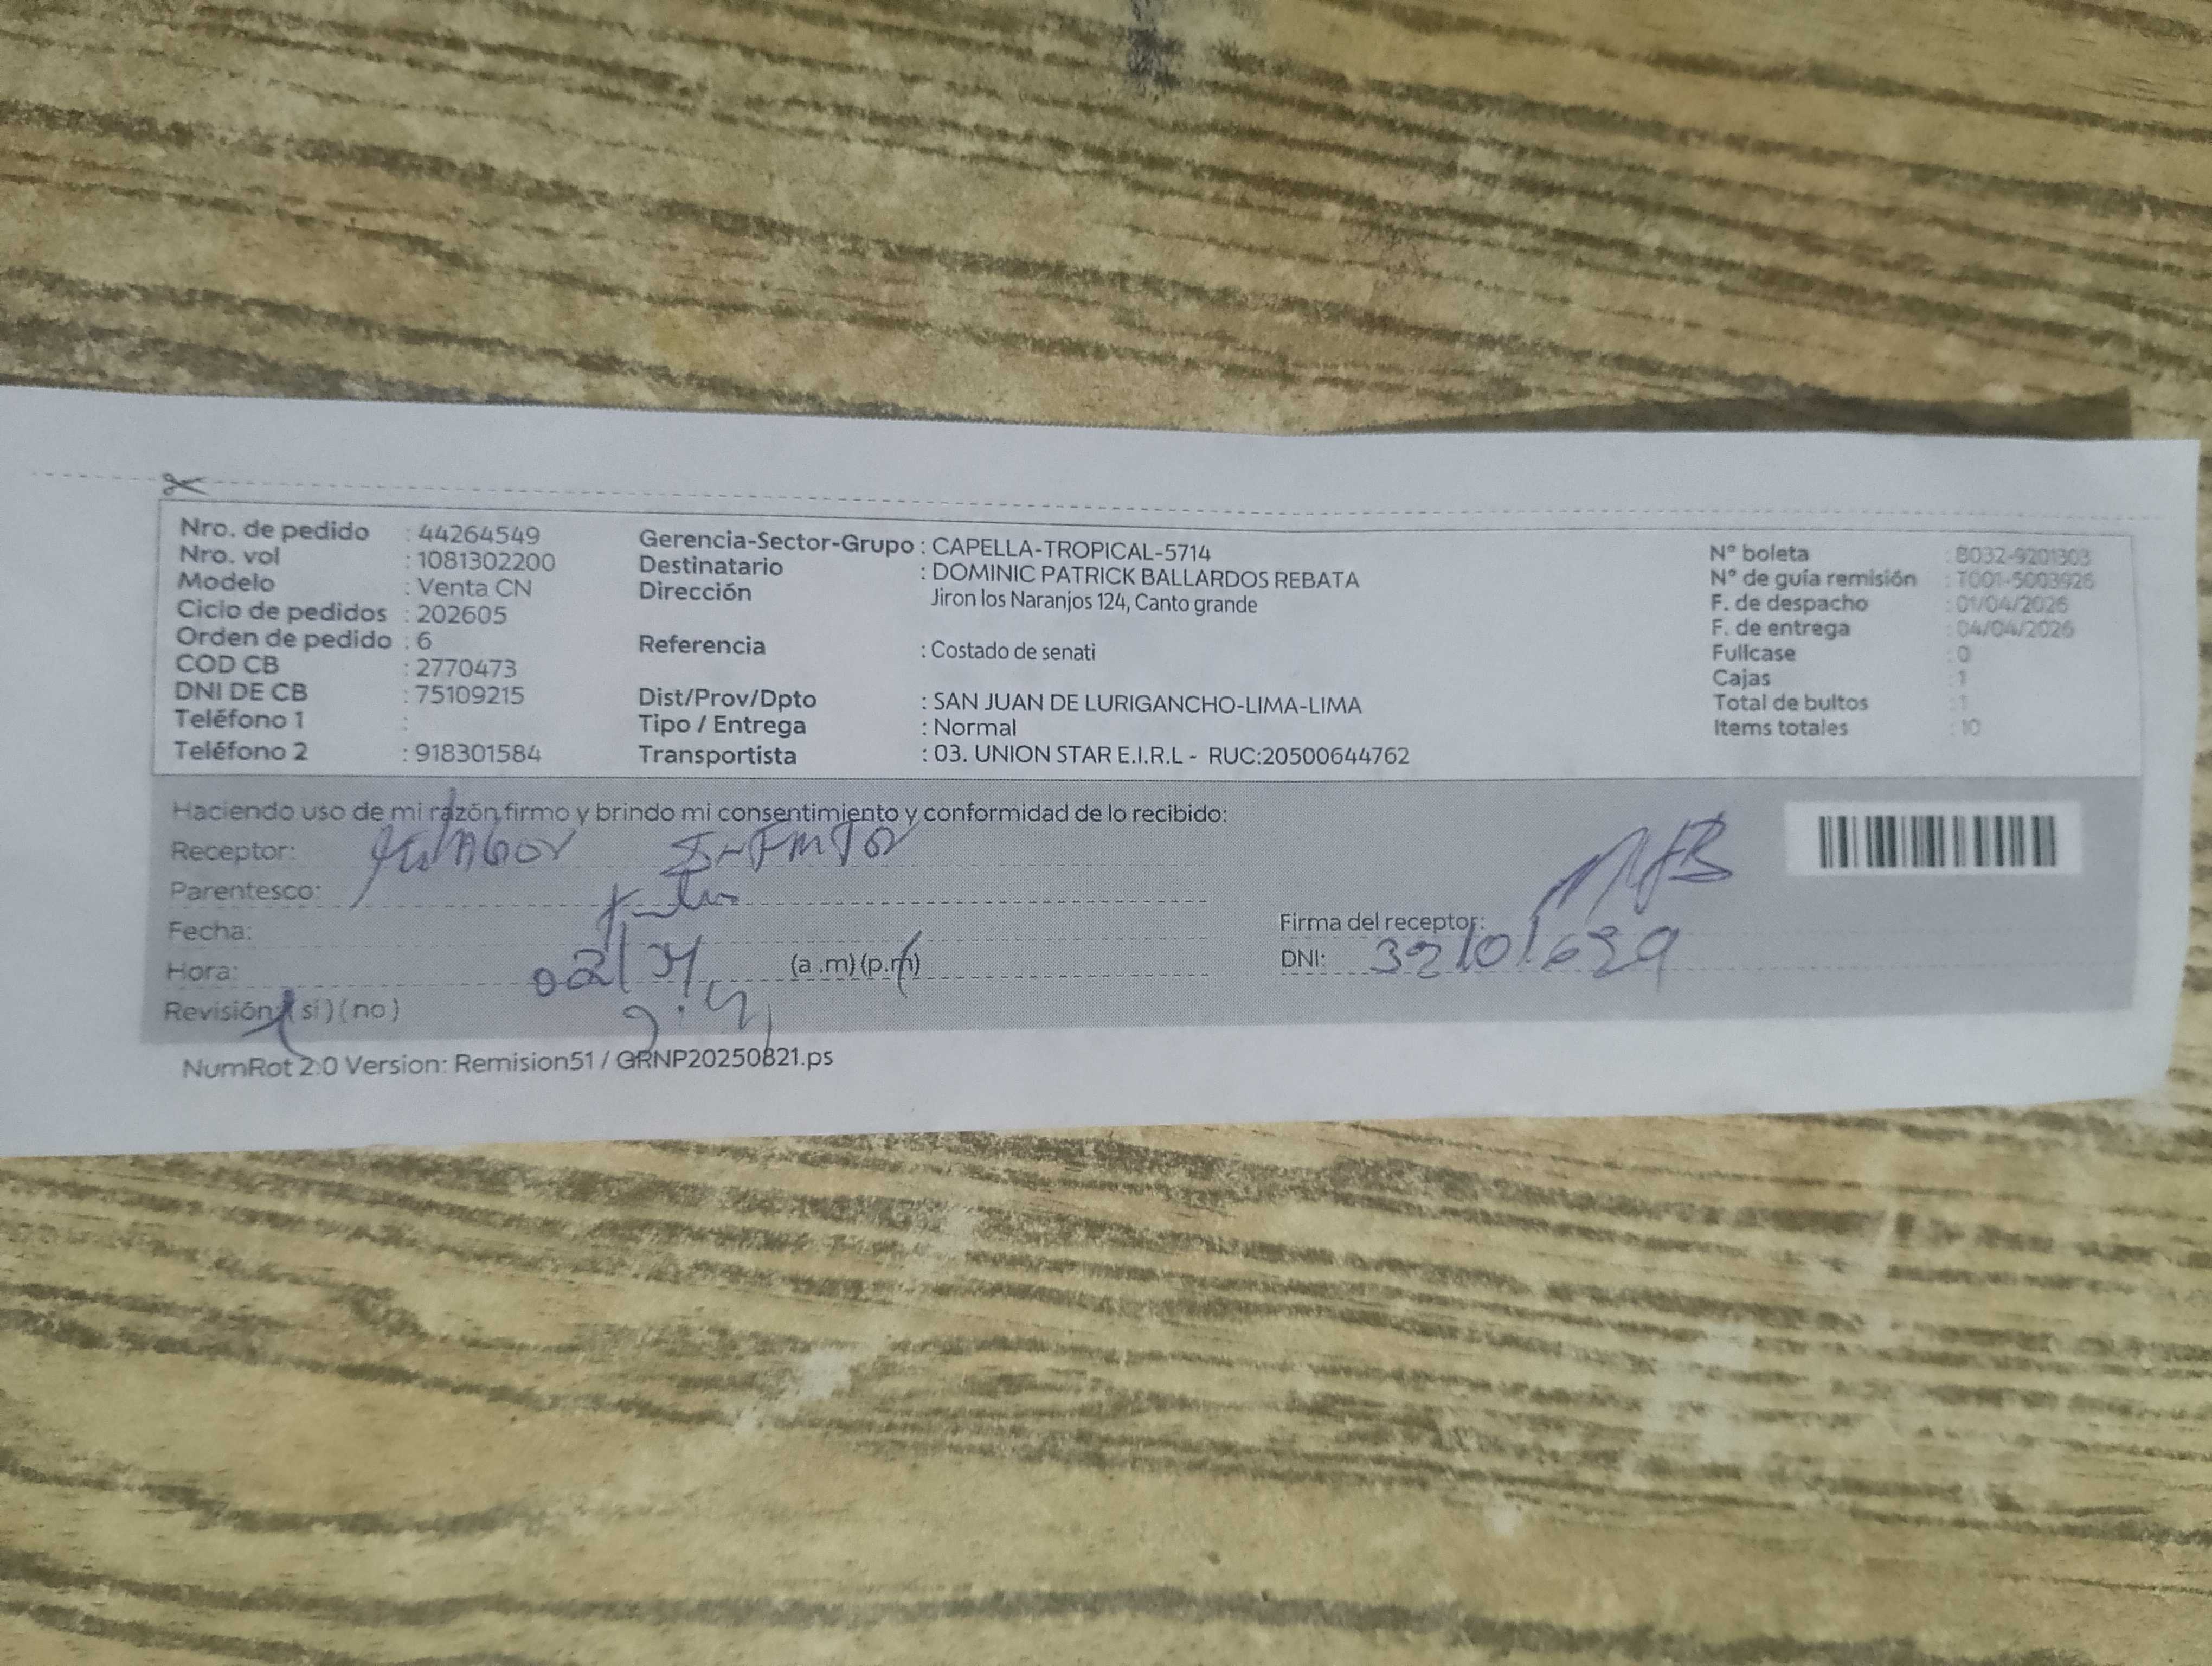 Nro. de pedido : 44264549
Nro. vol : 1081302200
Modelo : Venta CN
Ciclo de pedidos : 202605
Orden de pedido : 6
COD CB : 2770473
DNI DE CB : 75109215
Teléfono 1 :
Teléfono 2 : 918301584
Gerencia-Sector-Grupo : CAPELLA-TROPICAL-5714
Destinatario : DOMINIC PATRICK BALLARDOS REBATA
Dirección Jiron los Naranjos 124, Canto grande
Referencia : Costado de senati
Dist/Prov/Dpto : SAN JUAN DE LURIGANCHO-LIMA-LIMA
Tipo / Entrega : Normal
Transportista : 03. UNION STAR E.I.R.L - RUC:20500644762
N° boleta : B032-9201303
N° de guía remisión : T001-5003926
F. de despacho : 01/04/2026
F. de entrega : 04/04/2026
Fullcase : 0
Cajas : 1
Total de bultos : 1
Items totales : 10
Haciendo uso de mi razón firmo y brindo mi consentimiento y conformidad de lo recibido:
Receptor:
Parentesco:
Fecha:
Hora: (a .m) (p.m)
Revisión: (si) (no)
Firma del receptor:
DNI:
NumRot 2.0 Version: Remision51 / GRNP20250821.ps